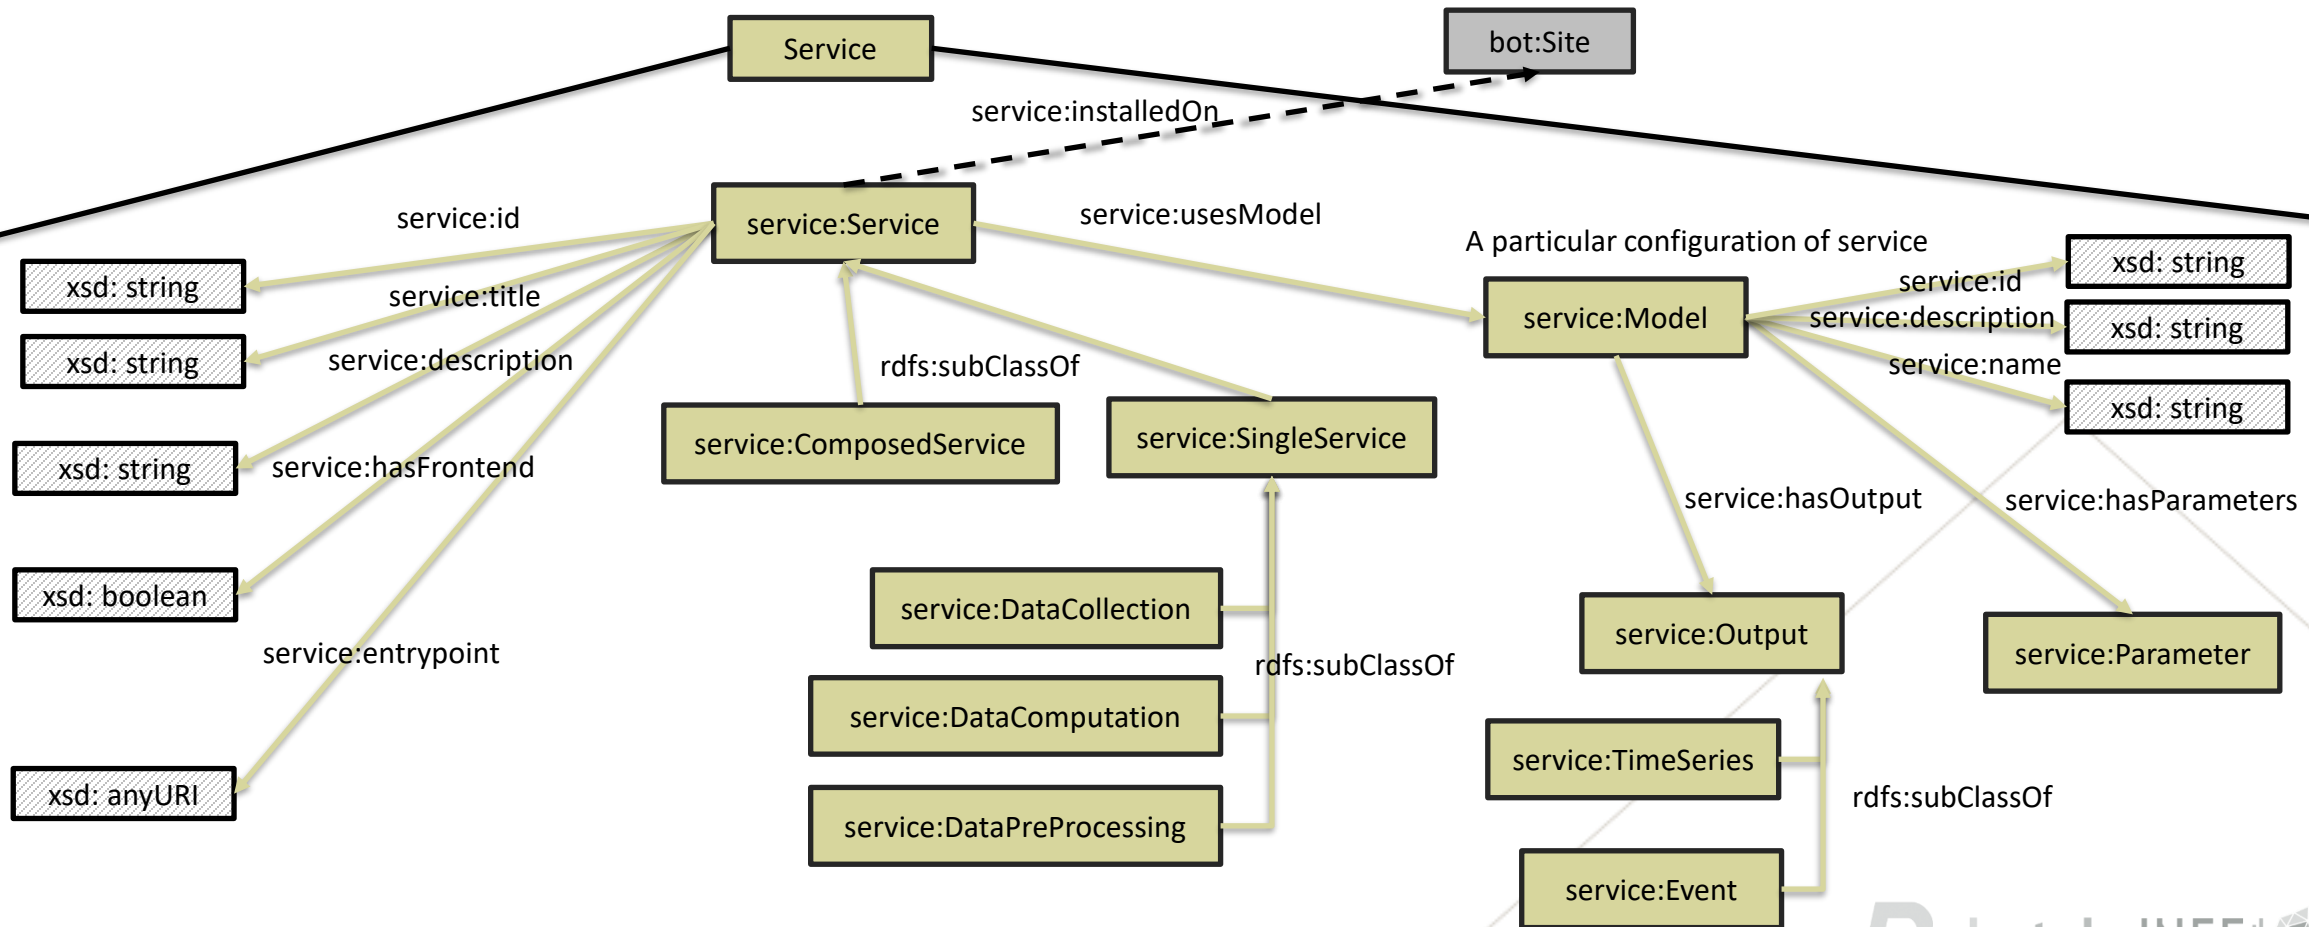 Service
bot:Site
service:installedOn
service:id
service:Service
service:usesModel
A particular configuration of service
xsd: string
xsd: string
service:title
service:id
service:Model
service:description
xsd: string
xsd: string
service:description
rdfs:subClassOf
service:name
xsd: string
service:ComposedService
service:SingleService
xsd: string
service:hasFrontend
service:hasOutput
service:hasParameters
xsd: boolean
service:DataCollection
service:Output
service:entrypoint
rdfs:subClassOf
service:Parameter
service:DataComputation
service:TimeSeries
xsd: anyURI
rdfs:subClassOf
service:DataPreProcessing
service:Event